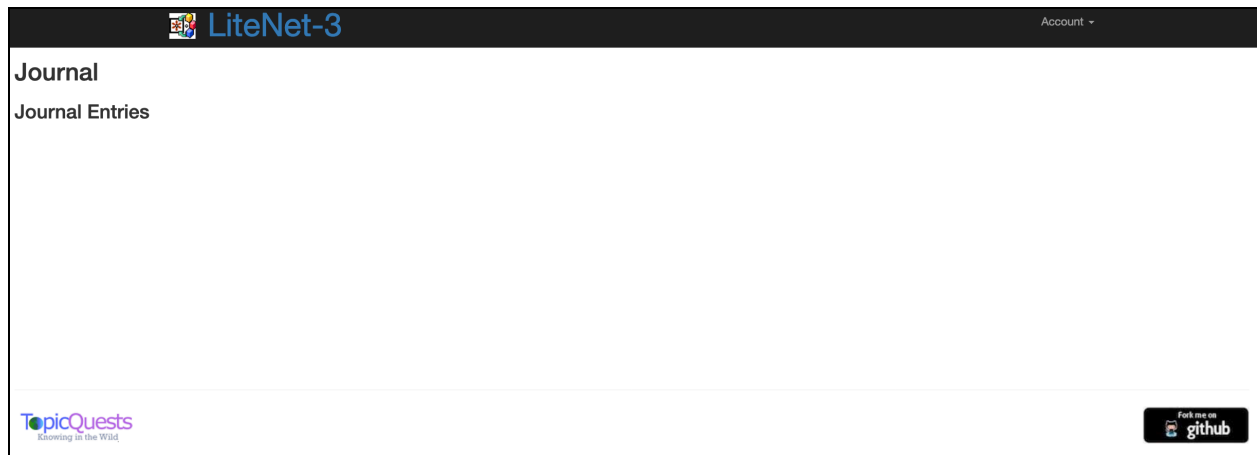 LiteNet-3
Account
Journal
Journal Entries
TopicQuests
Knowing in the Wild
Fork me on
github